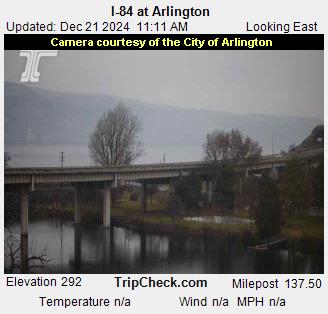 I-84 at Arlington
Updated: Dec 21 2024 11:11 AM Looking East
Camera courtesy of the City of Arlington
Elevation 292 TripCheck.com Milepost 137.50
Temperature n/a Wind n/a MPH n/a